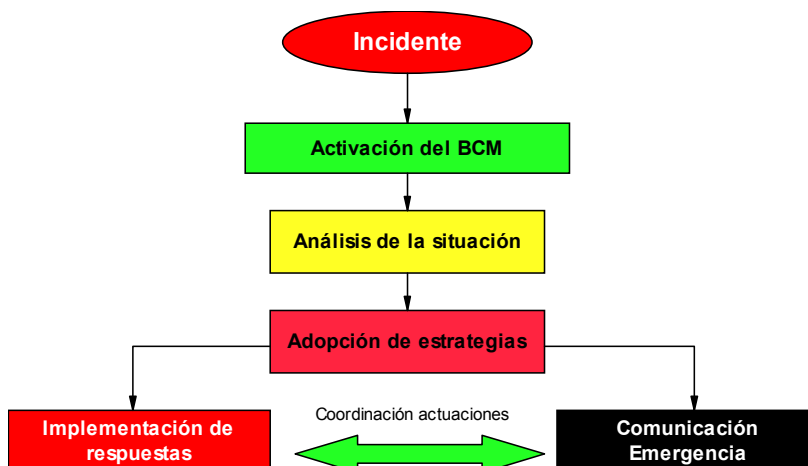 Incidente
Activación del BCM
Análisis de la situación
Adopción de estrategias
Coordinación actuaciones
Implementación de
respuestas
Comunicación
Emergencia